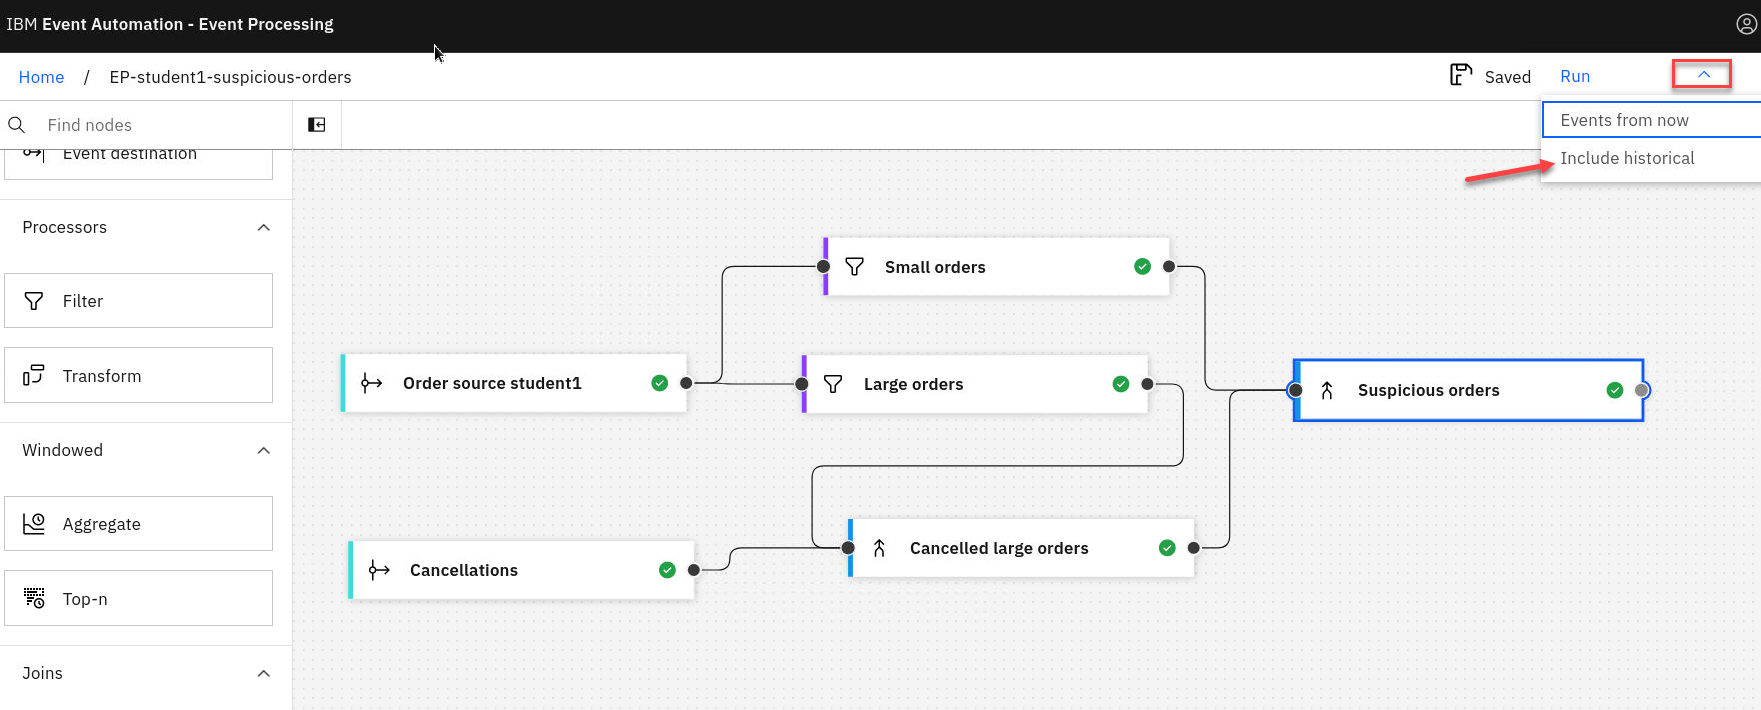 IBM Event Automation - Event Processing
Home / EP-student1-suspicious-orders
Saved
Run
Events from now
Include historical
Find nodes
Event destination
Processors
Filter
Transform
Windowed
Aggregate
Top-n
Joins
Small orders
Order source student1
Large orders
Suspicious orders
Cancelled large orders
Cancellations